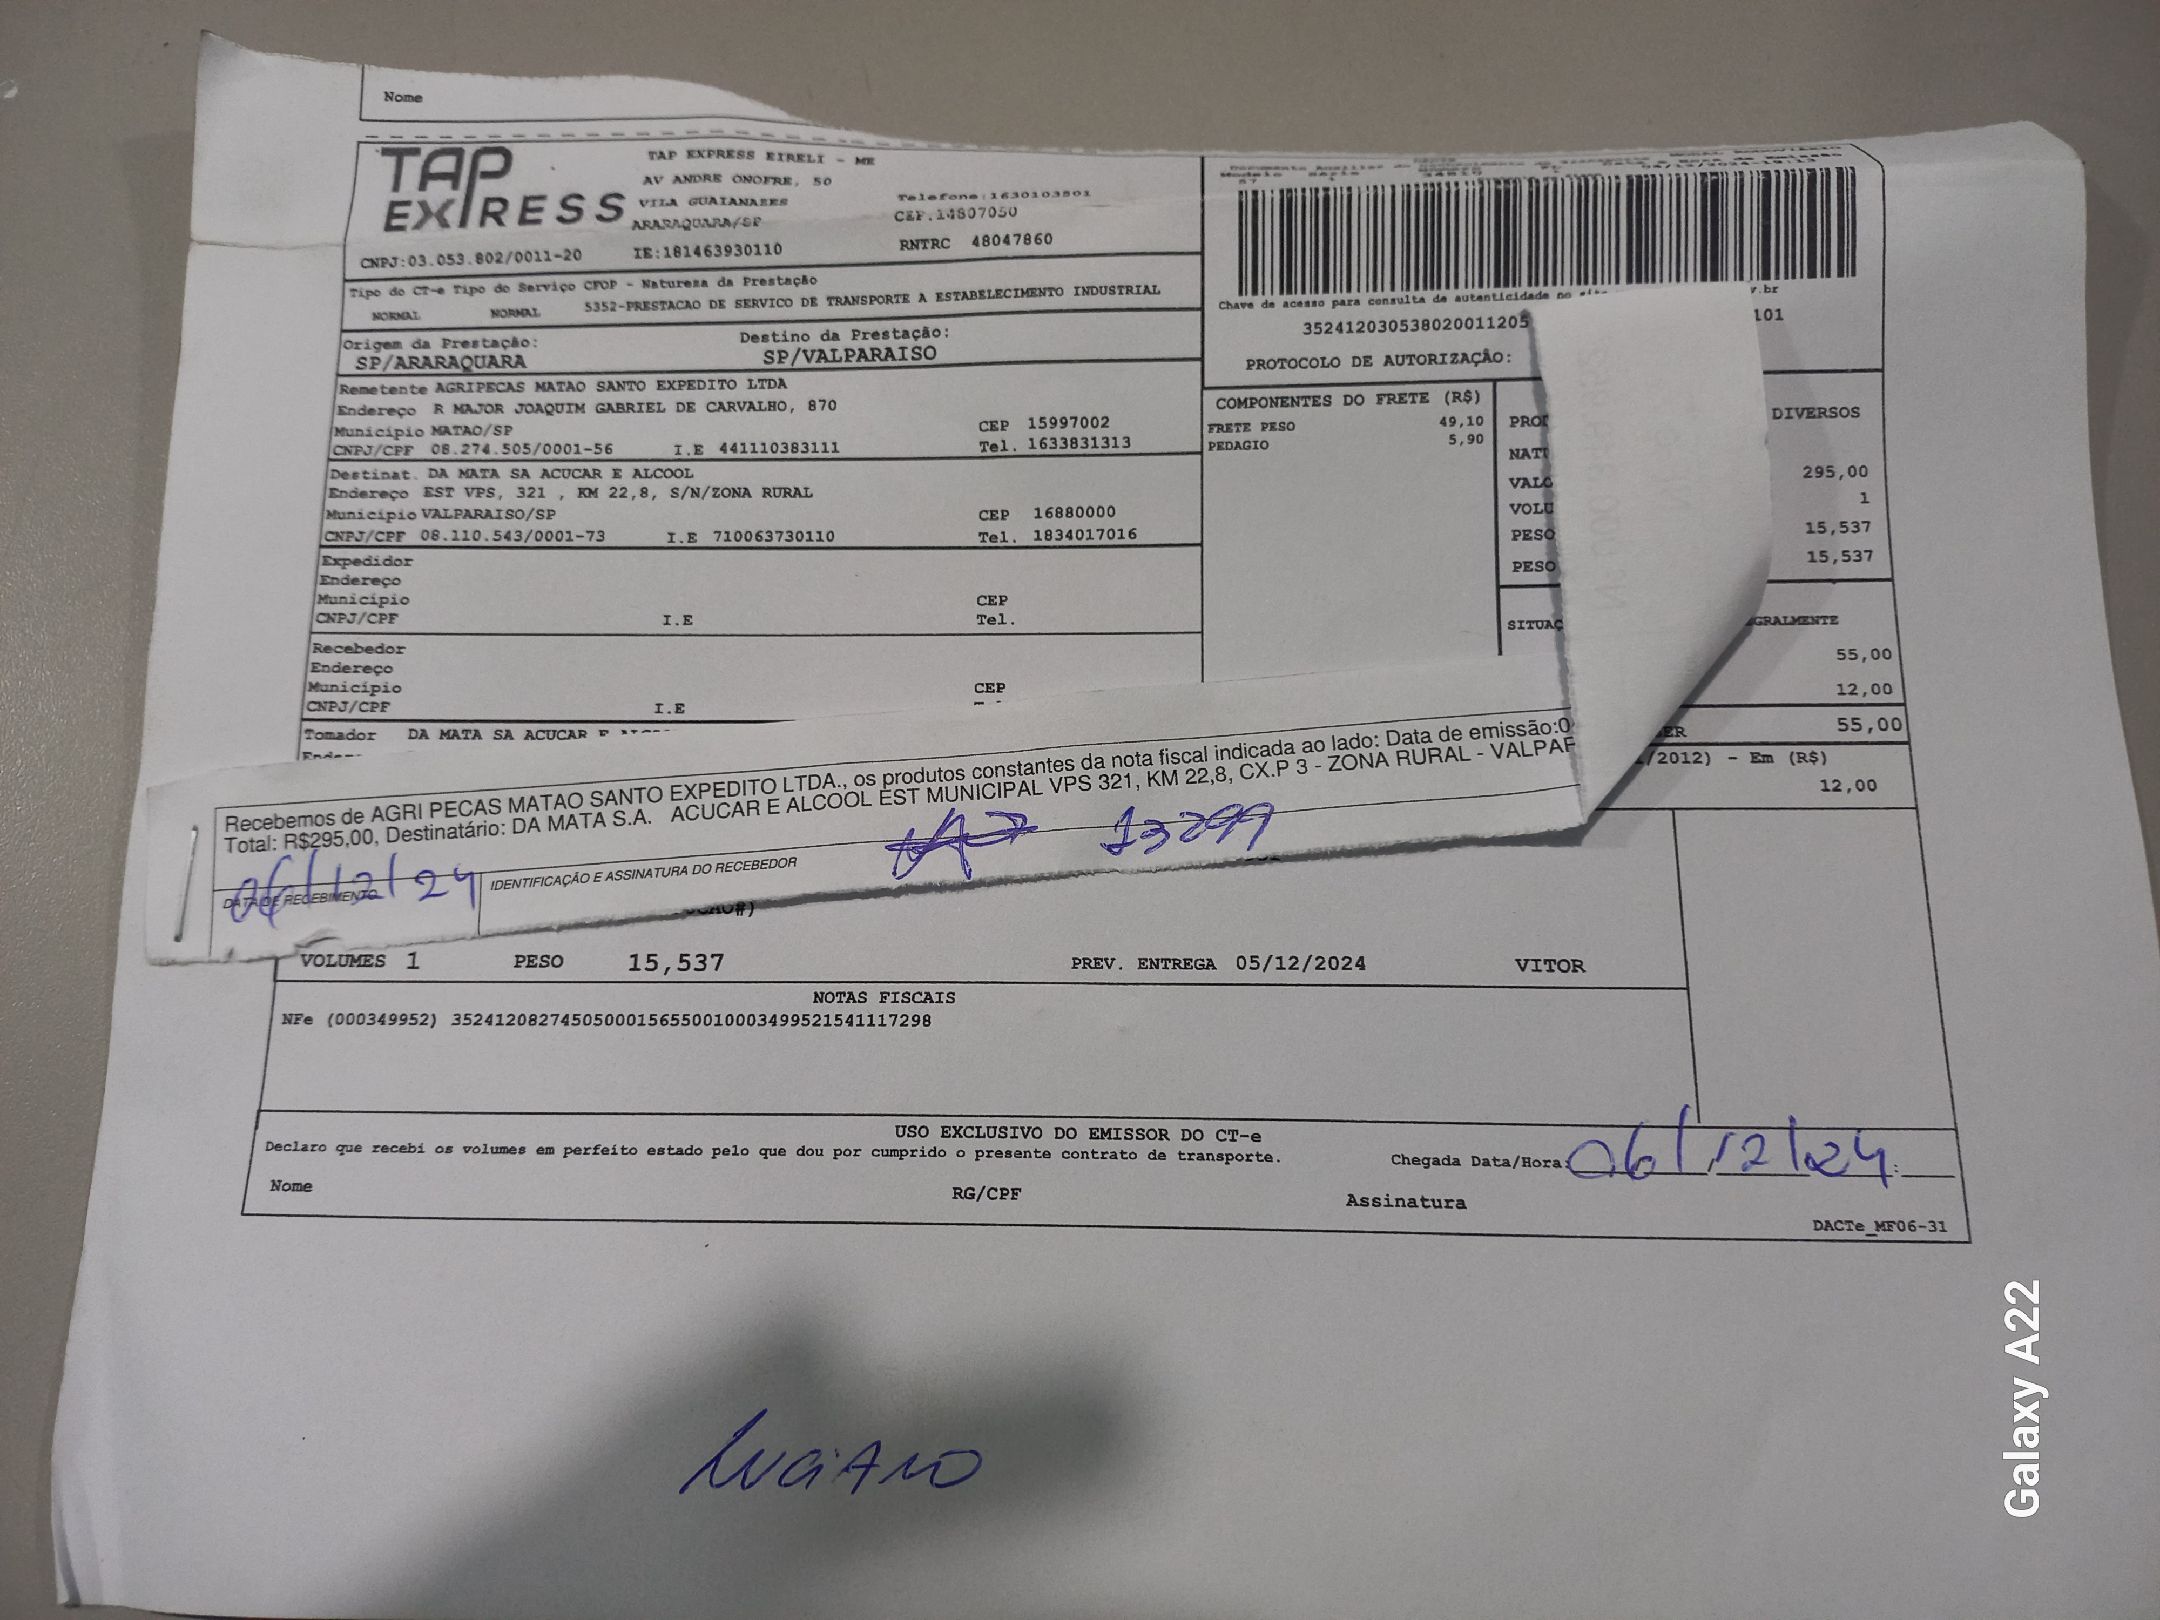 Nome
TAP EXPRESS
TAP EXPRESS EIRELI - ME
AV ANDRE ONOFRE, 50
VILA GUAIANASES
ARARAQUARA/SP
Telefone:1630103801
CEP.14807050
CNPJ:03.053.802/0011-20 IE:181463930110 RNTRC 48047860
Tipo do CT-e Tipo do Serviço CFOP - Natureza da Prestação
NORMAL NORMAL 5352-PRESTACAO DE SERVICO DE TRANSPORTE A ESTABELECIMENTO INDUSTRIAL
Origem da Prestação: Destino da Prestação:
SP/ARARAQUARA SP/VALPARAISO
Remetente AGRIPECAS MATAO SANTO EXPEDITO LTDA
Endereço R MAJOR JOAQUIM GABRIEL DE CARVALHO, 870
Município MATAO/SP CEP 15997002
CNPJ/CPF 08.274.505/0001-56 I.E 441110383111 Tel. 1633831313
Destinat. DA MATA SA ACUCAR E ALCOOL
Endereço EST VPS, 321 , KM 22,8, S/N/ZONA RURAL
Município VALPARAISO/SP CEP 16880000
CNPJ/CPF 08.110.543/0001-73 I.E 710063730110 Tel. 1834017016
Expedidor
Endereço
Município CEP
CNPJ/CPF I.E Tel.
Recebedor
Endereço
Município CEP
CNPJ/CPF I.E
Tomador DA MATA SA ACUCAR E
Chave de acesso para consulta de autenticidade no
352412030538020011205 101
PROTOCOLO DE AUTORIZAÇÃO:
COMPONENTES DO FRETE (R$)
FRETE PESO 49,10
PEDAGIO 5,90
DIVERSOS
295,00
1
PESO 15,537
PESO 15,537
55,00
12,00
55,00
/2012) - Em (R$)
12,00
Recebemos de AGRI PECAS MATAO SANTO EXPEDITO LTDA., os produtos constantes da nota fiscal indicada ao lado: Data de emissão:0
Total: R$295,00, Destinatário: DA MATA S.A. ACUCAR E ALCOOL EST MUNICIPAL VPS 321, KM 22,8, CX.P 3 - ZONA RURAL - VALPAR
06/12/24 13299
DATA DE RECEBIMENTO IDENTIFICAÇÃO E ASSINATURA DO RECEBEDOR
VOLUMES 1 PESO 15,537 PREV. ENTREGA 05/12/2024 VITOR
NOTAS FISCAIS
NFe (000349952) 35241208274505000156550010003499521541117298
USO EXCLUSIVO DO EMISSOR DO CT-e
Declaro que recebi os volumes em perfeito estado pelo que dou por cumprido o presente contrato de transporte.
Chegada Data/Hora: 06/12/24 :
Nome RG/CPF Assinatura
DACTe_MF06-31
Luciano
Galaxy A22